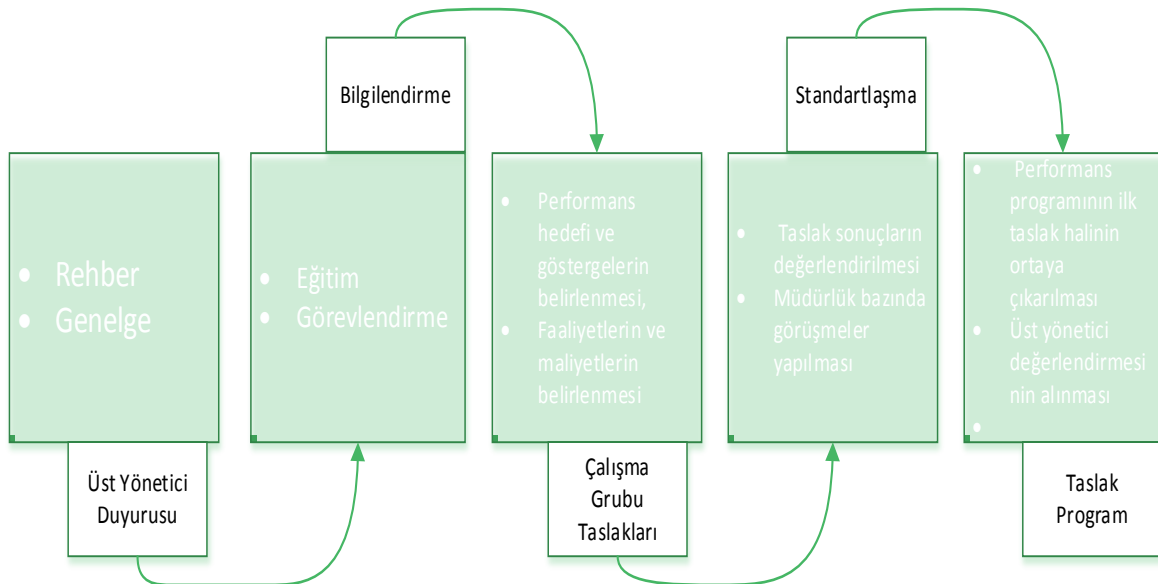 • Rehber
• Genelge
Üst Yönetici
Duyurusu
Bilgilendirme
• Eğitim
• Görevlendirme
• Performans
hedefi ve
göstergelerin
belirlenmesi,
• Faaliyetlerin ve
maliyetlerin
belirlenmesi
Çalışma
Grubu
Taslakları
Standartlaşma
• Taslak sonuçların
değerlendirilmesi
• Müdürlük bazında
görüşmeler
yapılması
• Performans
programının ilk
taslak halinin
ortaya
çıkarılması
• Üst yönetici
değerlendirmesi
nin alınması
•
Taslak
Program